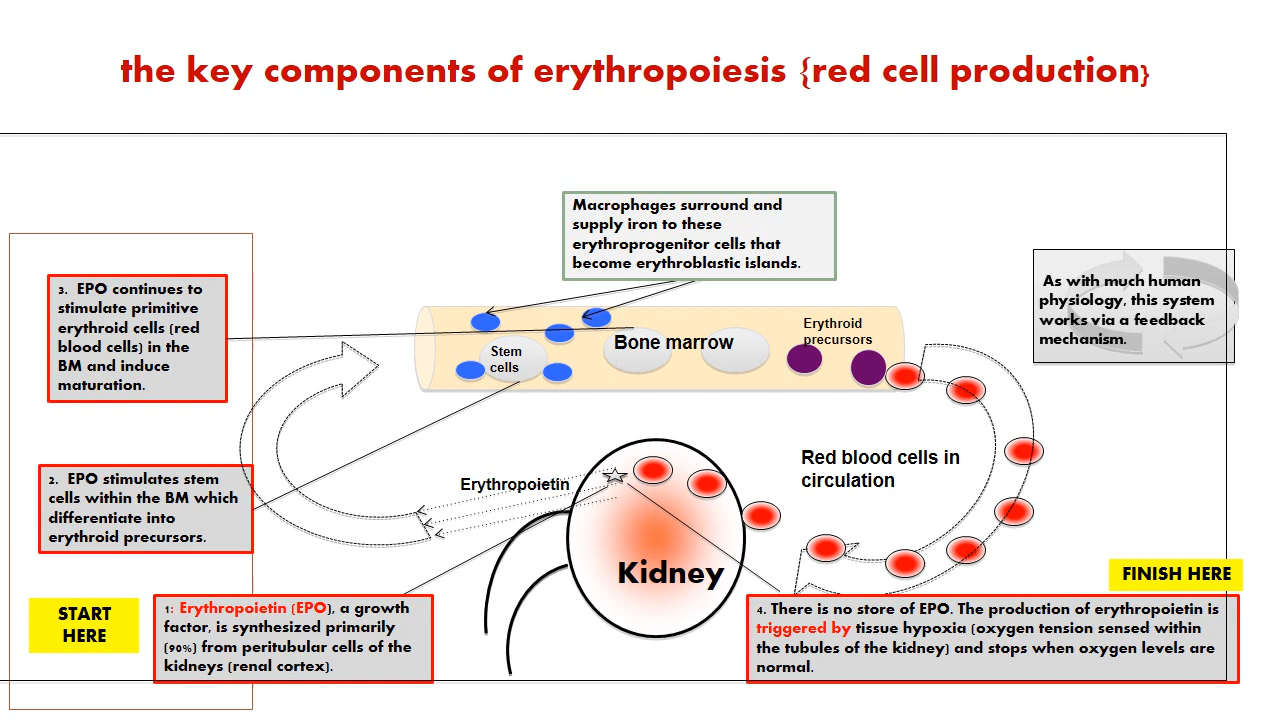 the key components of erythropoiesis {red cell production}
Macrophages surround and
supply iron to these
erythroprogenitor cells that
become erythroblastic islands.
3. EPO continues to
stimulate primitive
erythroid cells (red
blood cells) in the
BM and induce
maturation.
As with much human
physiology, this system
works via a feedback
mechanism.
Stem
cells
Bone marrow
Erythroid
precursors
2. EPO stimulates stem
cells within the BM which
differentiate into
erythroid precursors.
Erythropoietin
Red blood cells in
circulation
Kidney
START
HERE
1: Erythropoietin (EPO), a growth
factor, is synthesized primarily
(90%) from peritubular cells of the
kidneys (renal cortex).
FINISH HERE
4. There is no store of EPO. The production of erythropoietin is
triggered by tissue hypoxia (oxygen tension sensed within
the tubules of the kidney) and stops when oxygen levels are
normal.